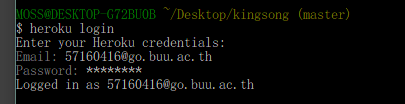 MOSS@DESKTOP-G72BUOB ~/Desktop/kingsong (master)
$ heroku login
Enter your Heroku credentials:
Email: 57160416@go.buu.ac.th
Password: ********
Logged in as 57160416@go.buu.ac.th